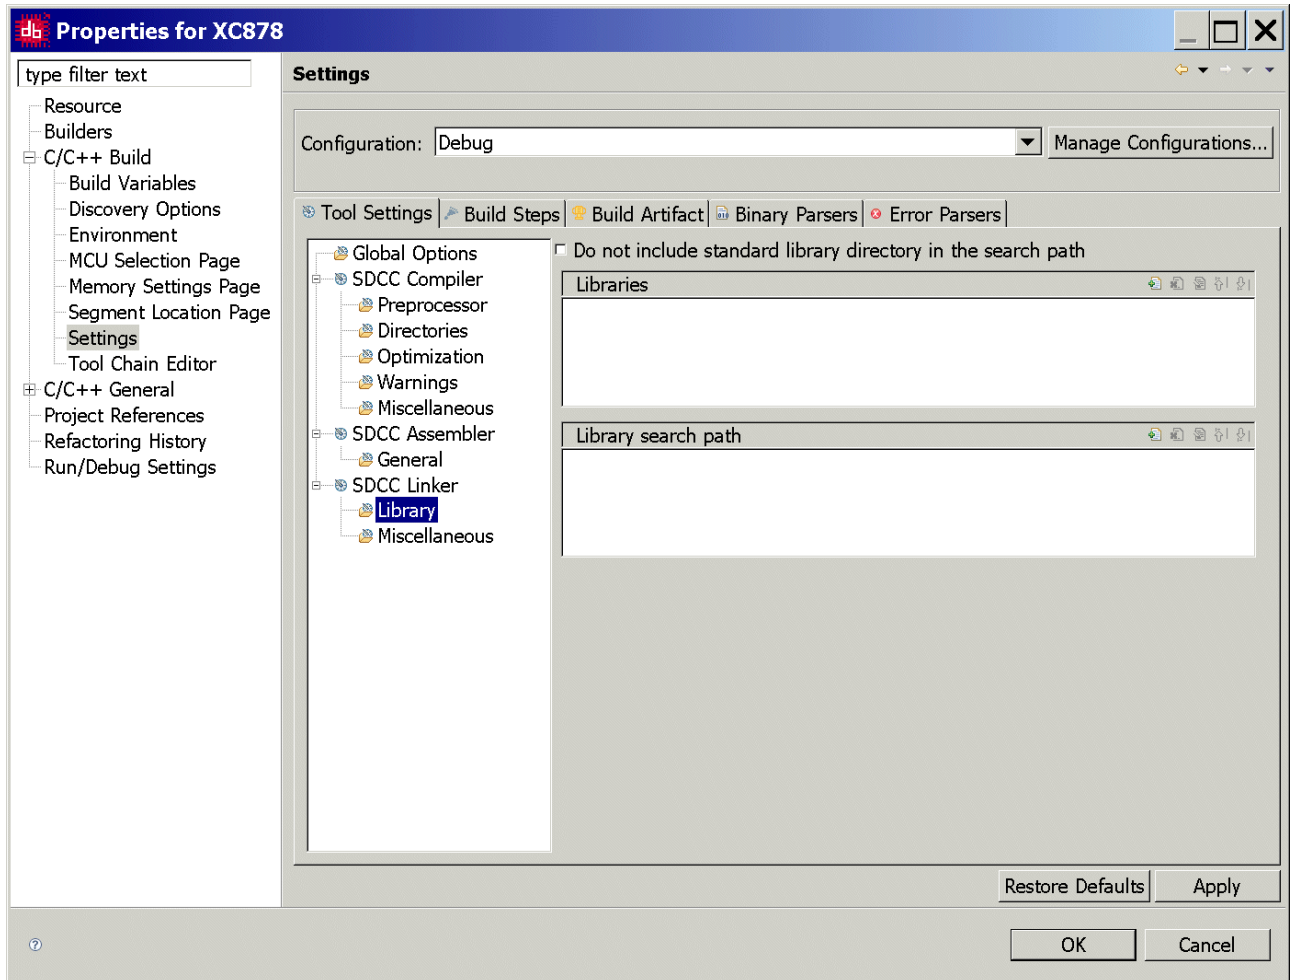 db Properties for XC878
type filter text
Resource
Builders
C/C++ Build
Build Variables
Discovery Options
Environment
MCU Selection Page
Memory Settings Page
Segment Location Page
Settings
Tool Chain Editor
C/C++ General
Project References
Refactoring History
Run/Debug Settings
Settings
Configuration: Debug Manage Configurations...
Tool Settings Build Steps Build Artifact Binary Parsers Error Parsers
Global Options
SDCC Compiler
Preprocessor
Directories
Optimization
Warnings
Miscellaneous
SDCC Assembler
General
SDCC Linker
Library
Miscellaneous
Do not include standard library directory in the search path
Libraries
Library search path
Restore Defaults Apply
? OK Cancel